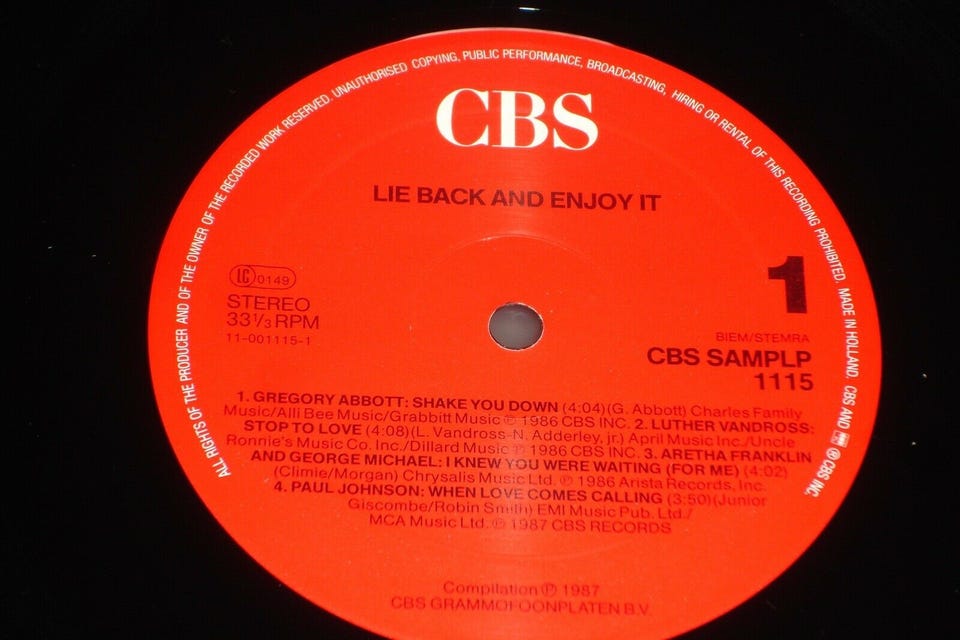 ALL RIGHTS OF THE PRODUCER AND OF THE OWNER OF THE RECORDED WORK RESERVED. UNAUTHORISED COPYING, PUBLIC PERFORMANCE, BROADCASTING, HIRING OR RENTAL OF THIS RECORDING PROHIBITED. MADE IN HOLLAND. CBS AND ℗ CBS INC.
CBS
LIE BACK AND ENJOY IT
LC 0149
STEREO
33⅓ RPM
11-001115-1
1
BIEM/STEMRA
CBS SAMPLP
1115
1. GREGORY ABBOTT: SHAKE YOU DOWN (4:04)(G. Abbott) Charles Family
Music/Alli Bee Music/Grabbitt Music ℗ 1986 CBS INC. 2. LUTHER VANDROSS:
STOP TO LOVE (4:08)(L. Vandross-N. Adderley, jr.) April Music Inc./Uncle
Ronnie's Music Co. Inc./Dillard Music ℗ 1986 CBS INC. 3. ARETHA FRANKLIN
AND GEORGE MICHAEL: I KNEW YOU WERE WAITING (FOR ME) (4:02)
(Climie/Morgan) Chrysalis Music Ltd. ℗ 1986 Arista Records, Inc.
4. PAUL JOHNSON: WHEN LOVE COMES CALLING (3:50)(Junior
Giscombe/Robin Smith) EMI Music Pub. Ltd./
MCA Music Ltd. ℗ 1987 CBS RECORDS
Compilation ℗ 1987
CBS GRAMMOFOONPLATEN B.V.